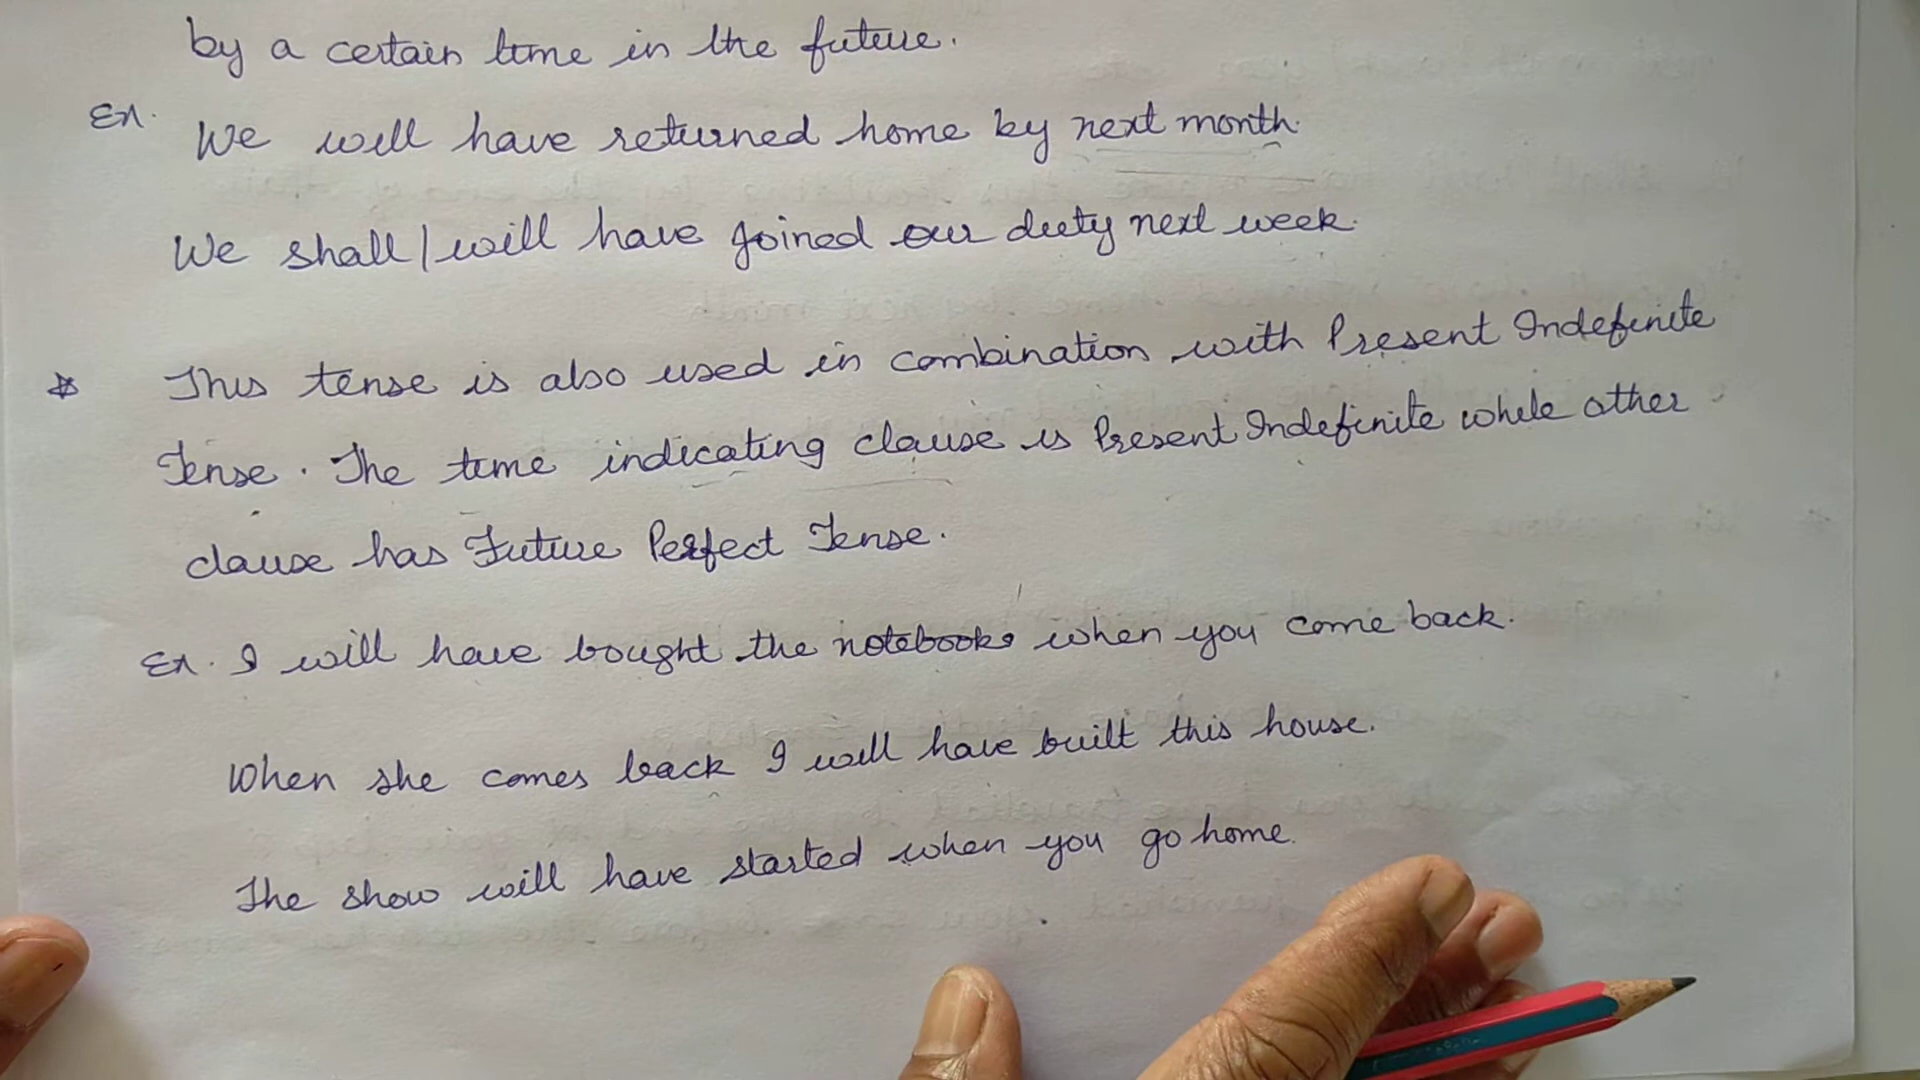 by a certain time in the future.
Ex. We will have returned home by next month.
We shall/will have joined our duty next week.
* This tense is also used in combination with Present Indefinite
Tense. The time indicating clause is Present Indefinite while other
clause has Future Perfect Tense.
Ex. I will have bought the notebooks when you come back.
When she comes back I will have built this house.
The show will have started when you go home.